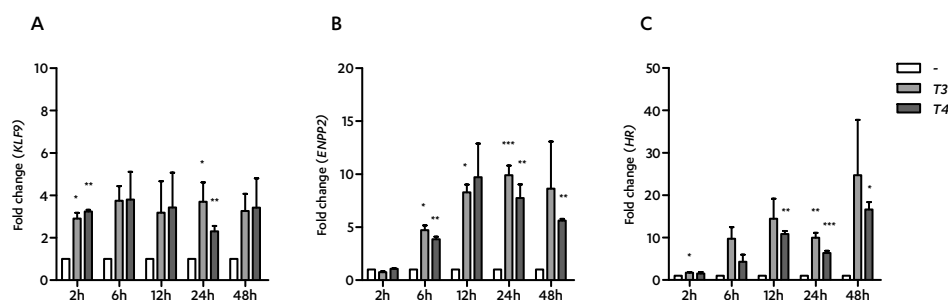 A
B
C
Fold change (KLF9)
10
8
6
4
2
0
* ** * **
2h 6h 12h 24h 48h
Fold change (ENPP2)
20
15
10
5
0
* ** * *** ** **
2h 6h 12h 24h 48h
Fold change (HR)
50
40
30
20
10
0
* ** ** *** *
2h 6h 12h 24h 48h
-
T3
T4